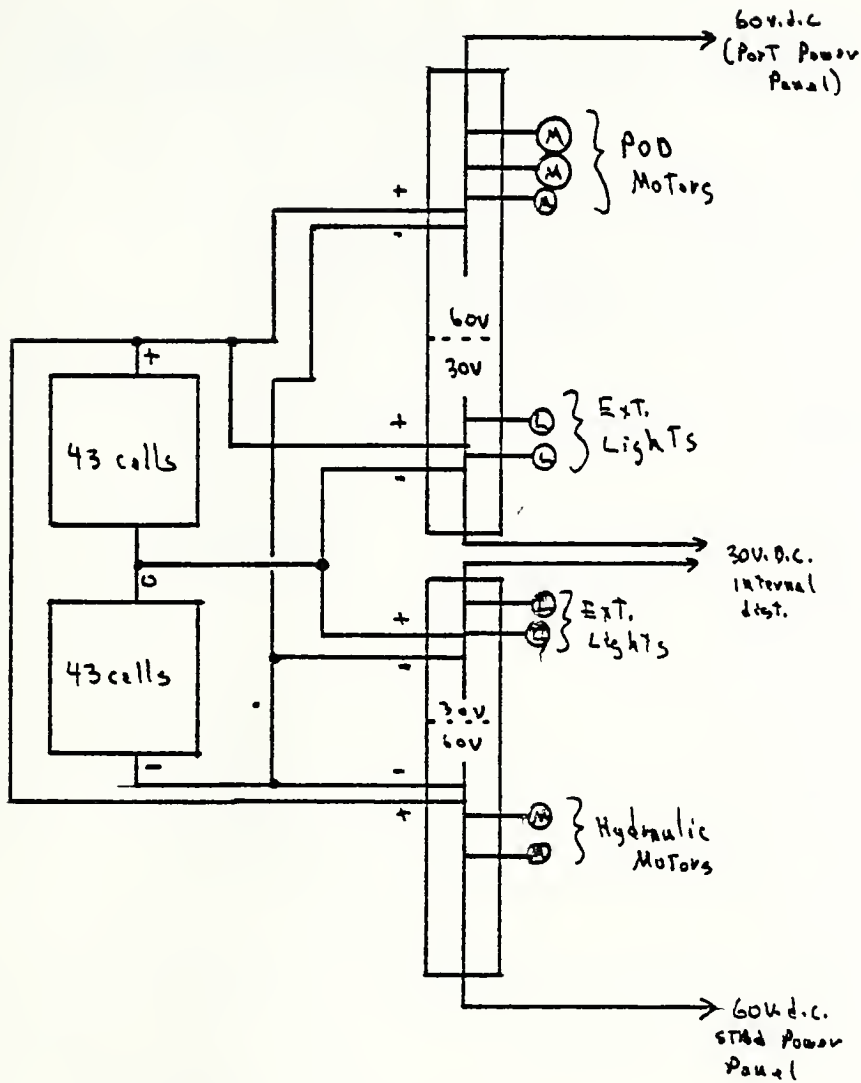 60v.d.c
(Port Power
Panel)
M
M
M
POD
Motors
+
-
60v
30v
+
43 cells
+
-
L
L
Ext.
Lights
0
30v.D.C.
internal
dist.
43 cells
-
+
-
L
L
Ext.
Lights
30v
60v
-
+
M
M
Hydraulic
Motors
60v.d.c.
STBd Power
Panel